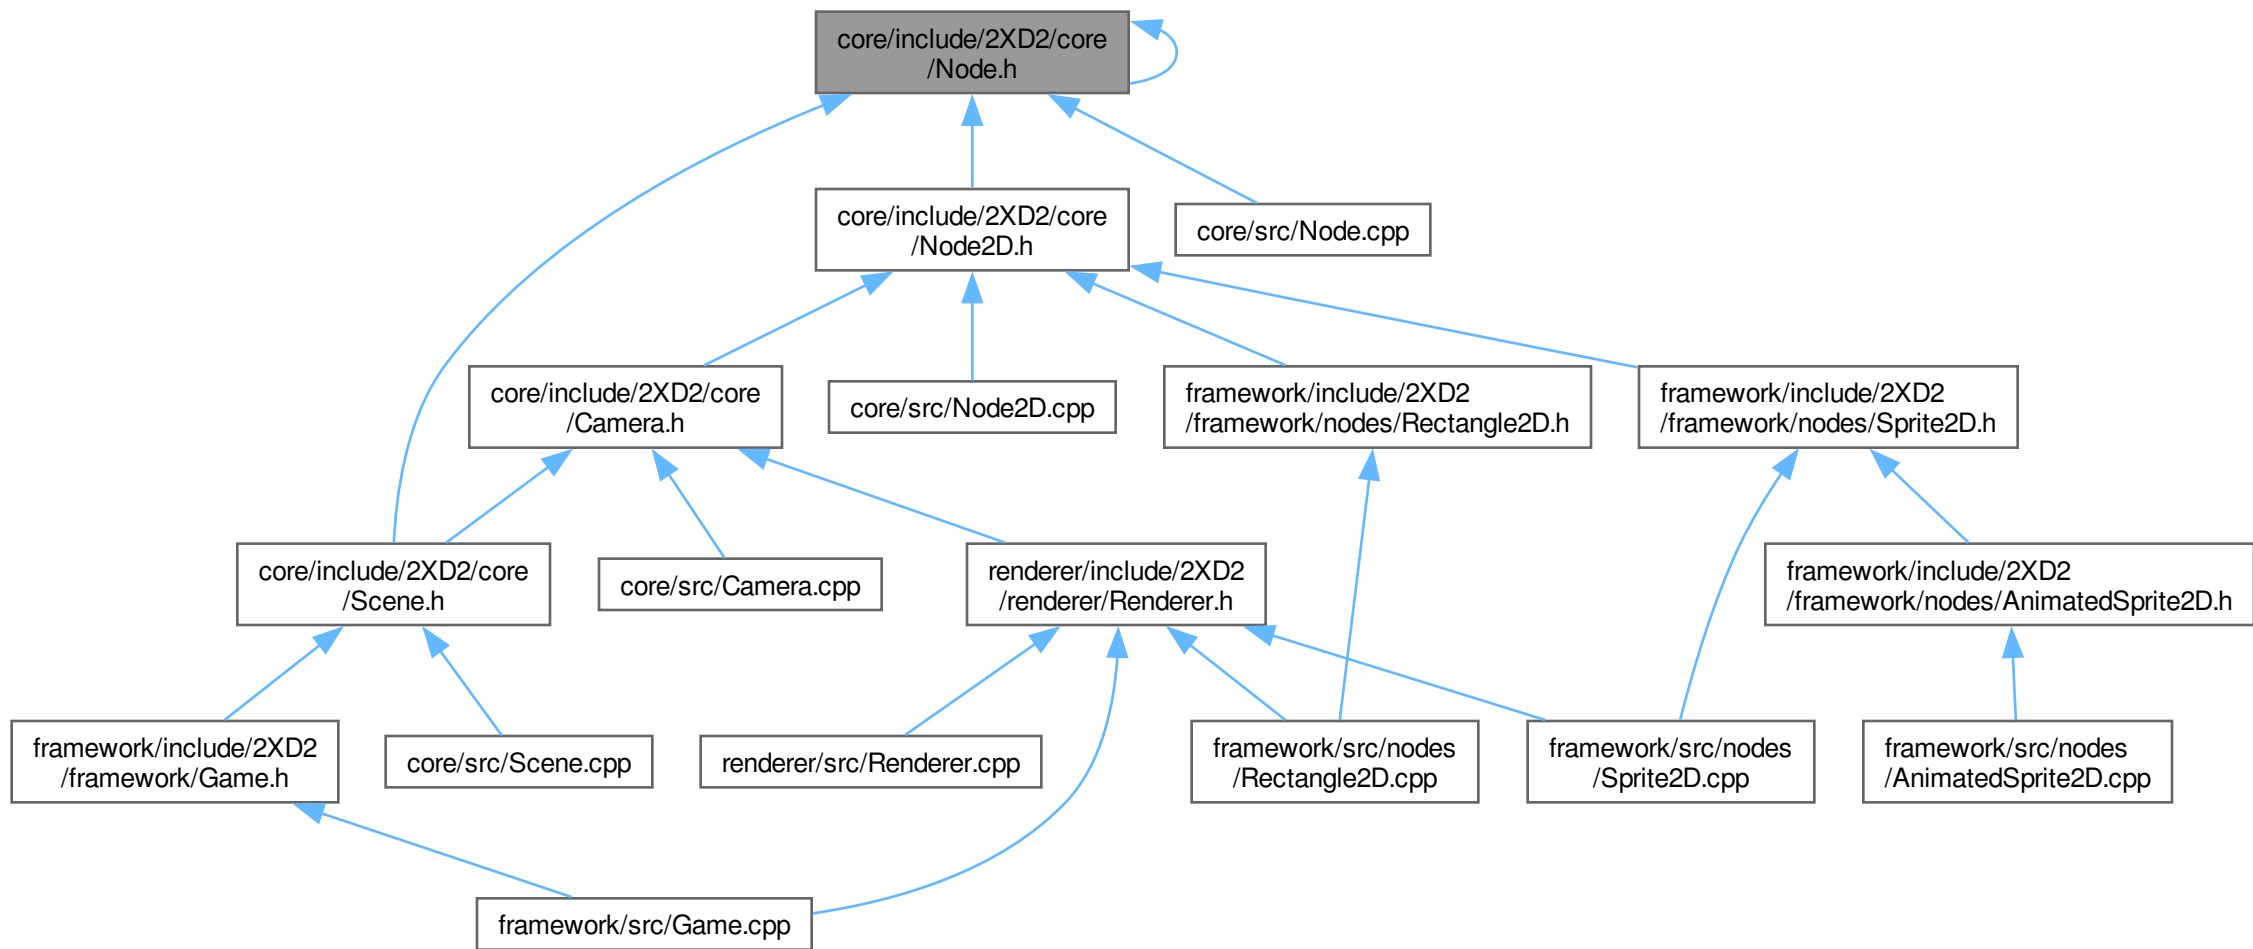 core/include/2XD2/core
/Node.h
core/include/2XD2/core
/Node2D.h
core/src/Node.cpp
core/include/2XD2/core
/Camera.h
core/src/Node2D.cpp
framework/include/2XD2
/framework/nodes/Rectangle2D.h
framework/include/2XD2
/framework/nodes/Sprite2D.h
core/include/2XD2/core
/Scene.h
core/src/Camera.cpp
renderer/include/2XD2
/renderer/Renderer.h
framework/include/2XD2
/framework/nodes/AnimatedSprite2D.h
framework/include/2XD2
/framework/Game.h
core/src/Scene.cpp
renderer/src/Renderer.cpp
framework/src/nodes
/Rectangle2D.cpp
framework/src/nodes
/Sprite2D.cpp
framework/src/nodes
/AnimatedSprite2D.cpp
framework/src/Game.cpp